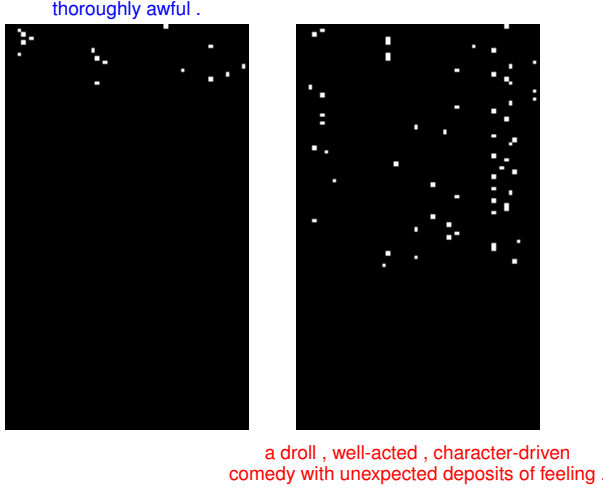 thoroughly awful .
a droll , well-acted , character-driven
comedy with unexpected deposits of feeling .